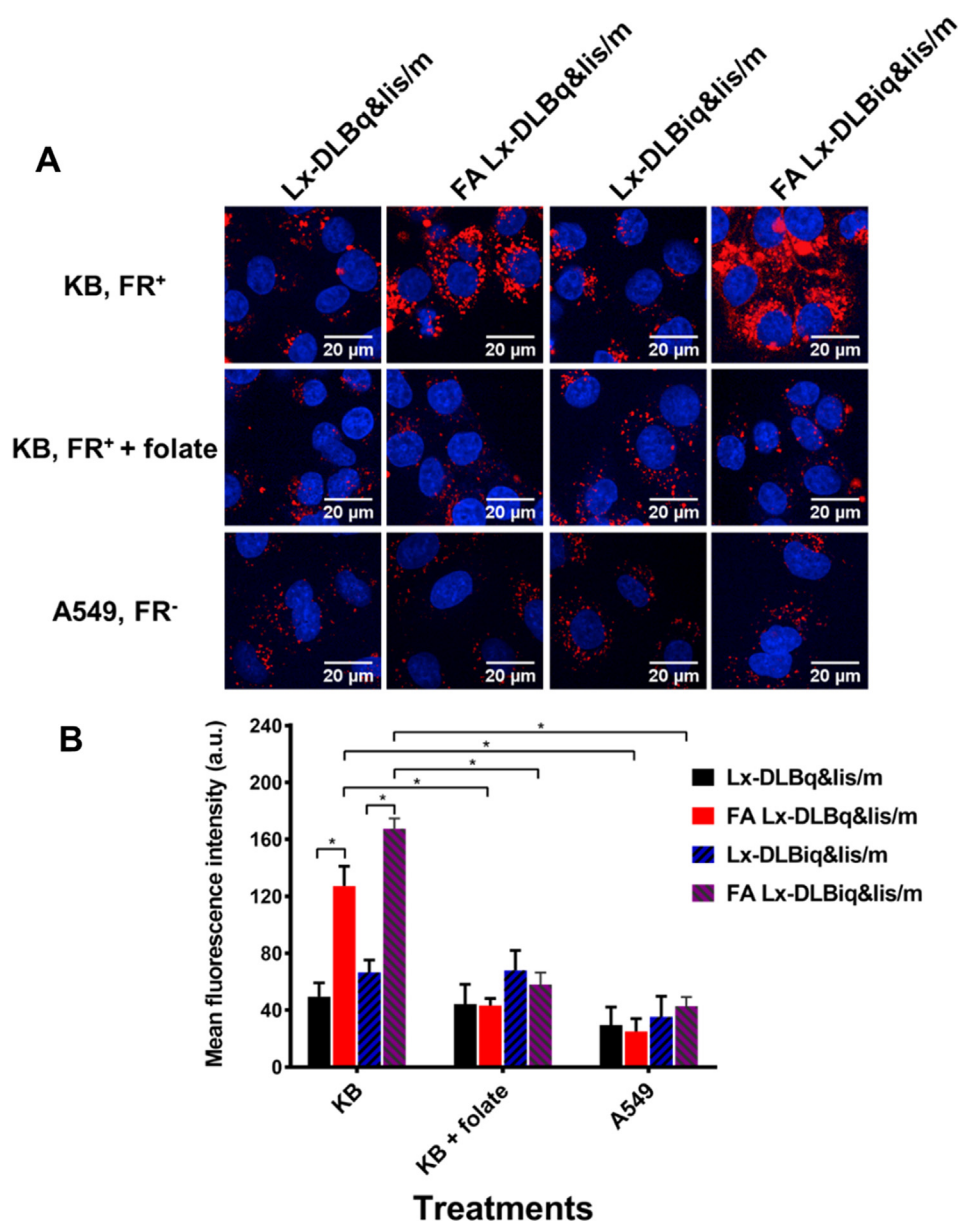 A
Lx-DLBq&lis/m
FA Lx-DLBq&lis/m
Lx-DLBiq&lis/m
FA Lx-DLBiq&lis/m
KB, FR⁺
20 µm
20 µm
20 µm
20 µm
KB, FR⁺ + folate
20 µm
20 µm
20 µm
20 µm
A549, FR⁻
20 µm
20 µm
20 µm
20 µm
B
Mean fluorescence intensity (a.u.)
240
200
160
120
80
40
0
*
*
*
*
*
*
Lx-DLBq&lis/m
FA Lx-DLBq&lis/m
Lx-DLBiq&lis/m
FA Lx-DLBiq&lis/m
KB
KB + folate
A549
Treatments